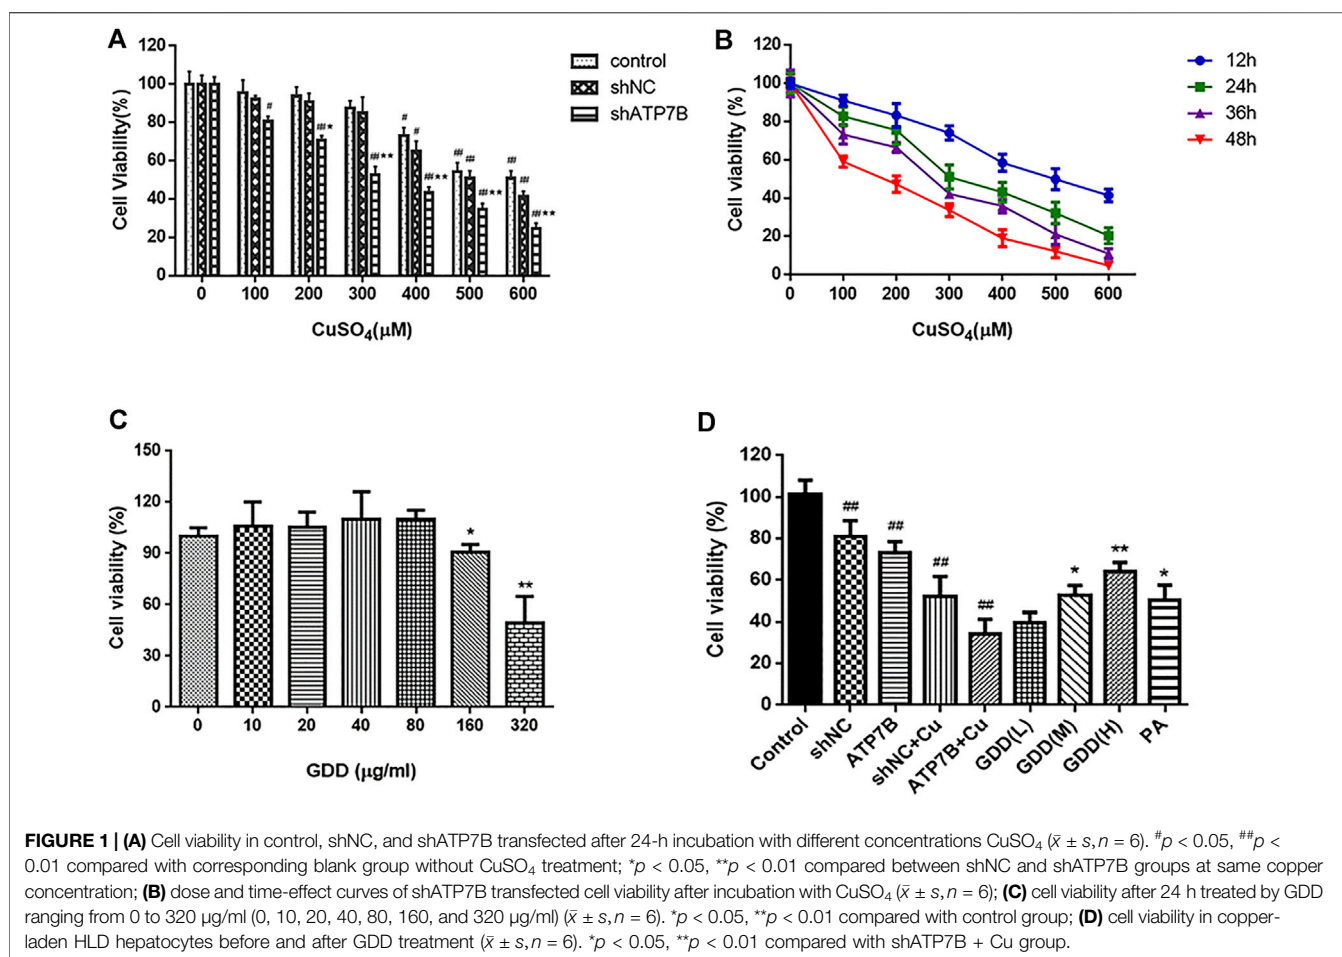 A
120
100
80
60
40
20
0
Cell Viability(%)
#
##*
##**
#
#
##**
##
##
##**
##
##
##**
0 100 200 300 400 500 600
CuSO₄(μM)
control
shNC
shATP7B
B
120
100
80
60
40
20
0
Cell viability (%)
0 100 200 300 400 500 600
CuSO₄(μM)
12h
24h
36h
48h
C
150
120
90
60
30
0
Cell viability (%)
*
**
0 10 20 40 80 160 320
GDD (μg/ml)
D
120
100
80
60
40
20
0
Cell viability (%)
##
##
##
##
*
**
*
Control shNC ATP7B shNC+Cu ATP7B+Cu GDD(L) GDD(M) GDD(H) PA
FIGURE 1 | (A) Cell viability in control, shNC, and shATP7B transfected after 24-h incubation with different concentrations CuSO₄ (x̄ ± s, n = 6). #p < 0.05, ##p <
0.01 compared with corresponding blank group without CuSO₄ treatment; *p < 0.05, **p < 0.01 compared between shNC and shATP7B groups at same copper
concentration; (B) dose and time-effect curves of shATP7B transfected cell viability after incubation with CuSO₄ (x̄ ± s, n = 6); (C) cell viability after 24 h treated by GDD
ranging from 0 to 320 μg/ml (0, 10, 20, 40, 80, 160, and 320 μg/ml) (x̄ ± s, n = 6). *p < 0.05, **p < 0.01 compared with control group; (D) cell viability in copper-
laden HLD hepatocytes before and after GDD treatment (x̄ ± s, n = 6). *p < 0.05, **p < 0.01 compared with shATP7B + Cu group.